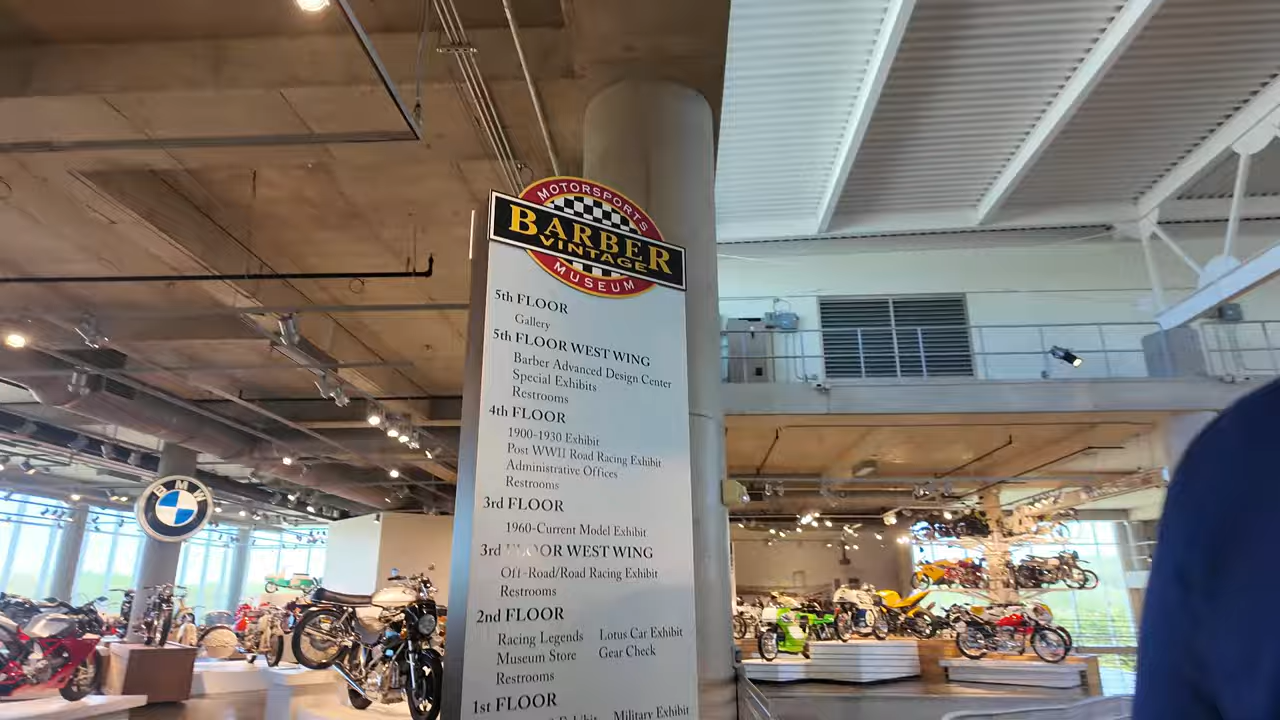 MOTORSPORTS
BARBER
VINTAGE
MUSEUM
5th FLOOR
Gallery
5th FLOOR WEST WING
Barber Advanced Design Center
Special Exhibits
Restrooms
4th FLOOR
1900-1930 Exhibit
Post WWII Road Racing Exhibit
Administrative Offices
Restrooms
3rd FLOOR
1960-Current Model Exhibit
3rd FLOOR WEST WING
Off-Road/Road Racing Exhibit
Restrooms
2nd FLOOR
Racing Legends Lotus Car Exhibit
Museum Store Gear Check
Restrooms
1st FLOOR
Exhibit Military Exhibit
BMW